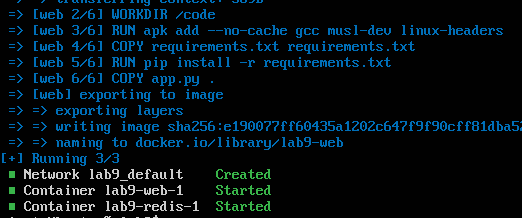 => [web 2/6] WORKDIR /code
=> [web 3/6] RUN apk add --no-cache gcc musl-dev linux-headers
=> [web 4/6] COPY requirements.txt requirements.txt
=> [web 5/6] RUN pip install -r requirements.txt
=> [web 6/6] COPY app.py .
=> [web] exporting to image
=> => exporting layers
=> => writing image sha256:e190077ff60435a1202c647f9f90cff81dba52
=> => naming to docker.io/library/lab9-web
[+] Running 3/3
Network lab9_default Created
Container lab9-web-1 Started
Container lab9-redis-1 Started